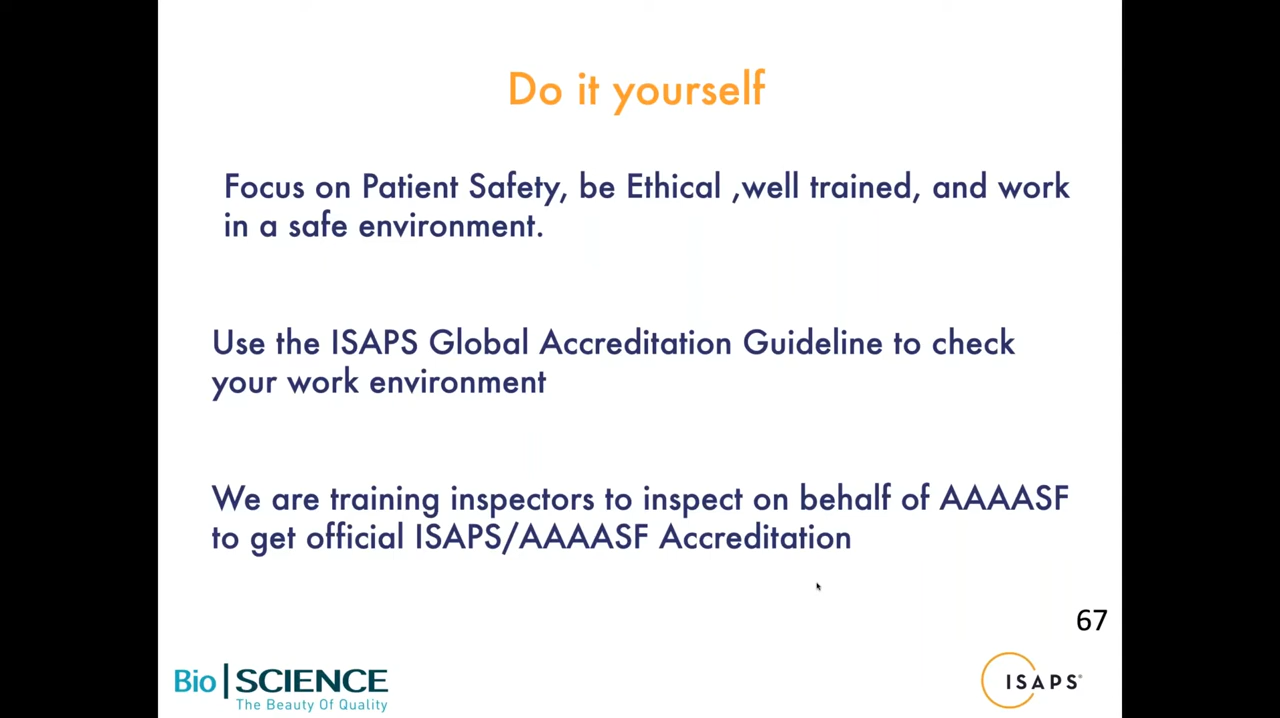 Do it yourself
Focus on Patient Safety, be Ethical ,well trained, and work
in a safe environment.
Use the ISAPS Global Accreditation Guideline to check
your work environment
We are training inspectors to inspect on behalf of AAAASF
to get official ISAPS/AAAASF Accreditation
67
Bio|SCIENCE
The Beauty Of Quality
ISAPS®